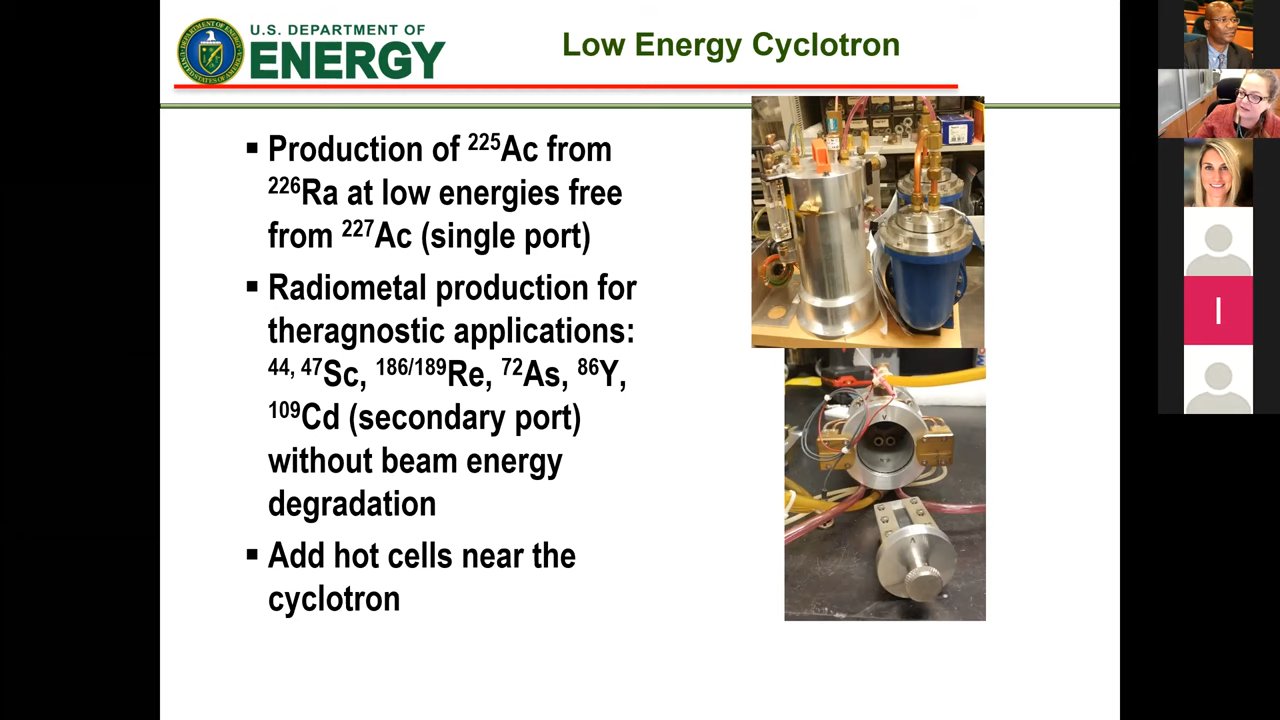 U.S. DEPARTMENT OF
ENERGY
Low Energy Cyclotron
▪ Production of ²²⁵Ac from
²²⁶Ra at low energies free
from ²²⁷Ac (single port)
▪ Radiometal production for
theragnostic applications:
⁴⁴, ⁴⁷Sc, ¹⁸⁶/¹⁸⁹Re, ⁷²As, ⁸⁶Y,
¹⁰⁹Cd (secondary port)
without beam energy
degradation
▪ Add hot cells near the
cyclotron
I